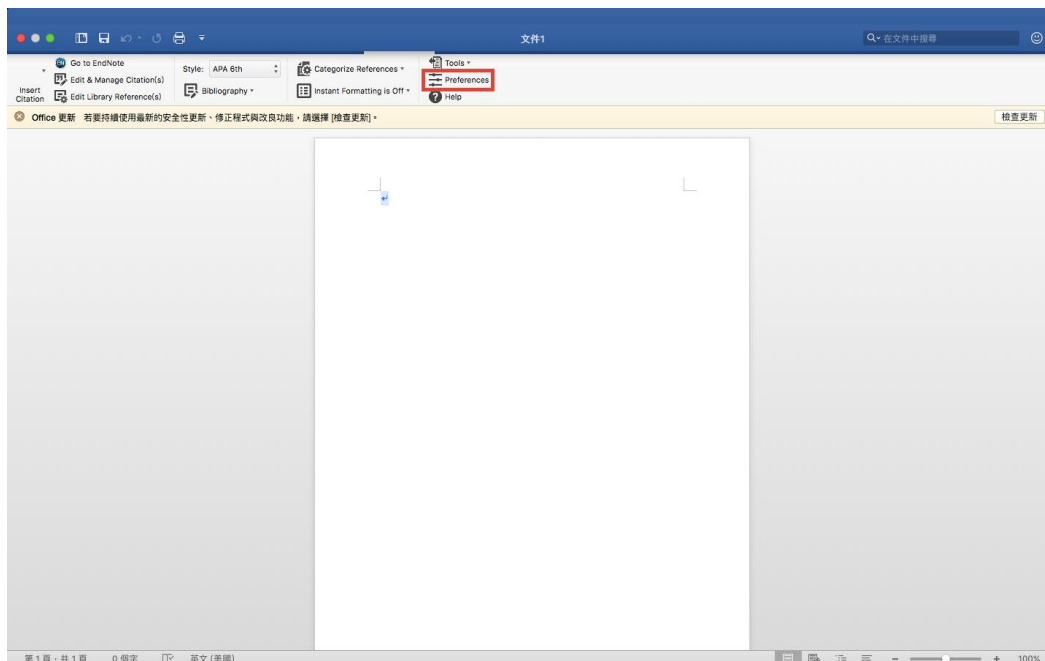 文件1
在文件中搜尋
Go to EndNote
Edit & Manage Citation(s)
Edit Library Reference(s)
Insert
Citation
Style: APA 6th
Bibliography
Categorize References
Instant Formatting is Off
Tools
Preferences
Help
Office 更新 若要持續使用最新的安全性更新、修正程式與改良功能，請選擇 [檢查更新]。
檢查更新
第 1 頁，共 1 頁 0 個字 英文 (美國) 100%